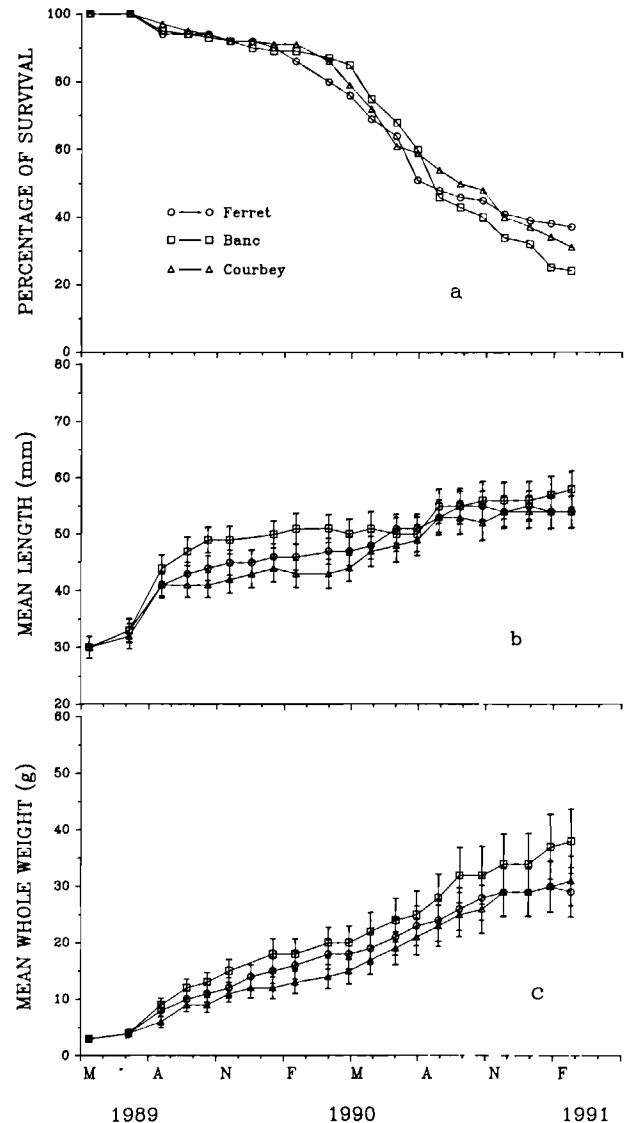 100
80
60
40
20
0
PERCENTAGE OF SURVIVAL
Ferret
Banc
Courbey
a
80
70
60
50
40
30
20
MEAN LENGTH (mm)
b
60
50
40
30
20
10
0
MEAN WHOLE WEIGHT (g)
c
M A N F M A N F
1989 1990 1991